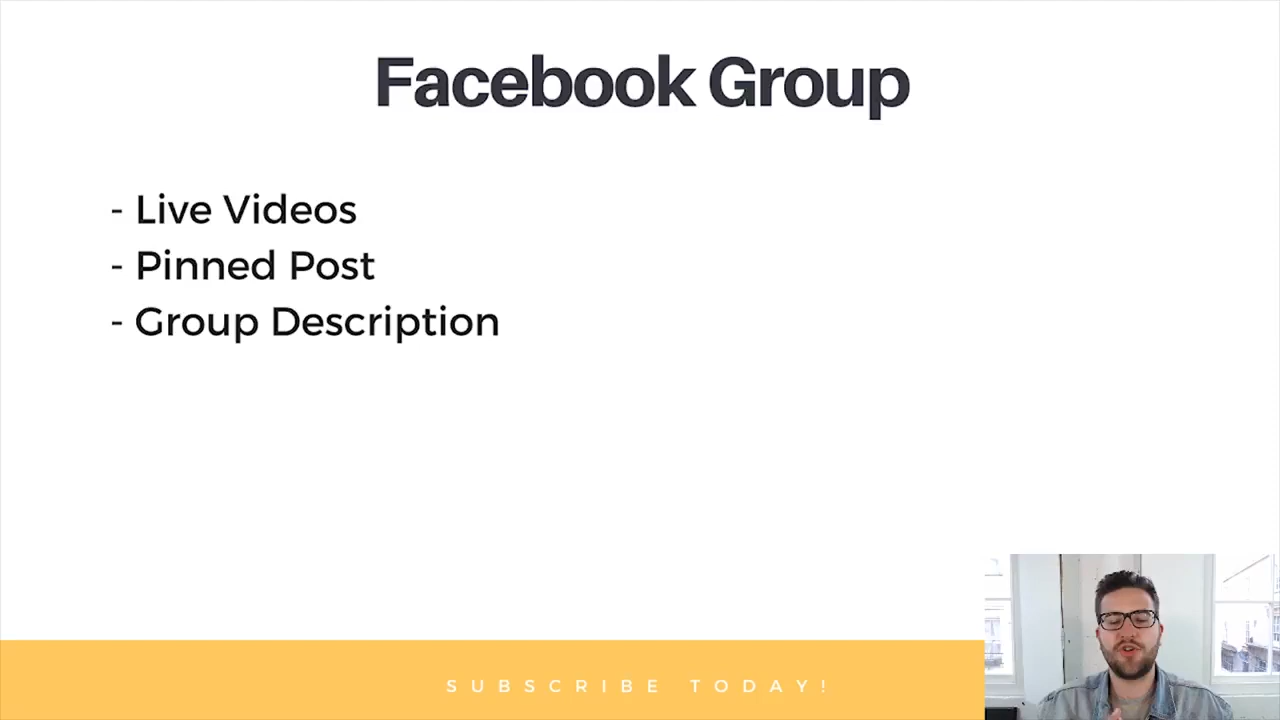 Facebook Group
- Live Videos
- Pinned Post
- Group Description
SUBSCRIBE TODAY!